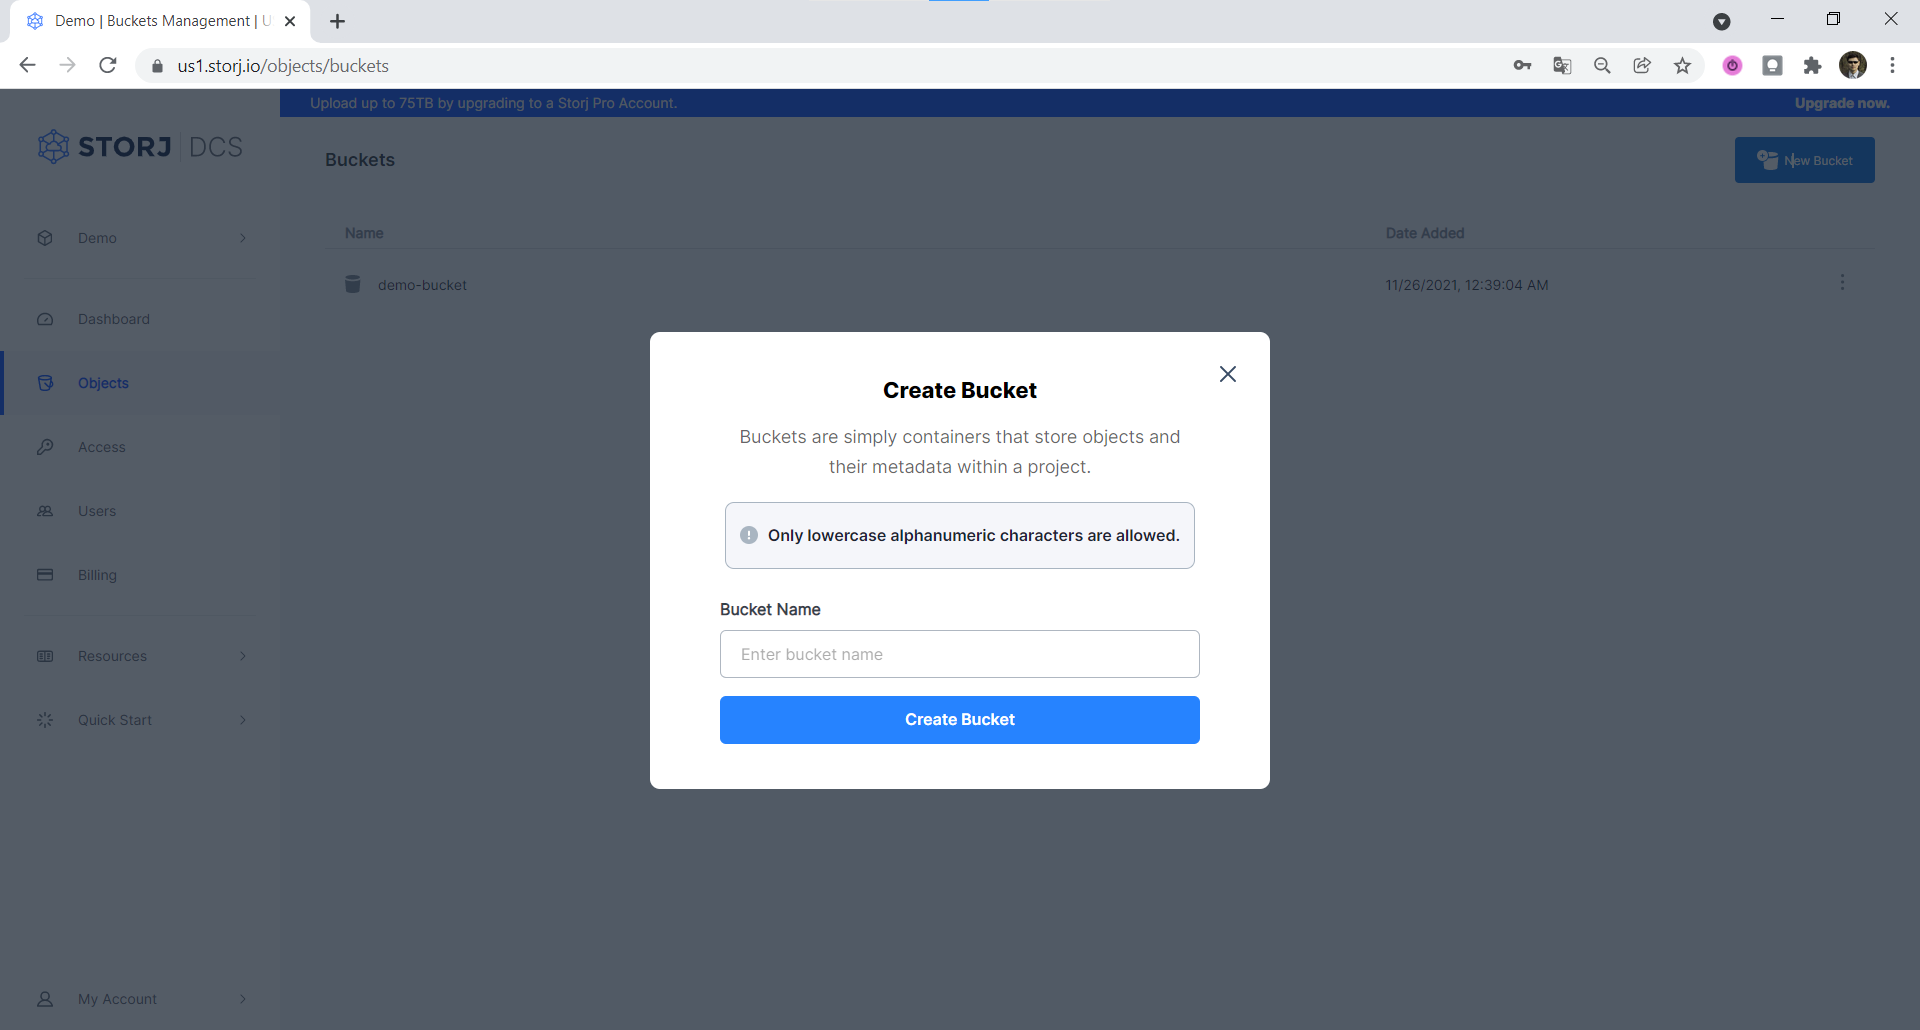 Demo | Buckets Management | U
us1.storj.io/objects/buckets
Upload up to 75TB by upgrading to a Storj Pro Account.
Upgrade now.
STORJ DCS
Buckets
New Bucket
Demo
Name
Date Added
demo-bucket
11/26/2021, 12:39:04 AM
Dashboard
Objects
Access
Users
Billing
Resources
Quick Start
My Account
Create Bucket
Buckets are simply containers that store objects and
their metadata within a project.
Only lowercase alphanumeric characters are allowed.
Bucket Name
Enter bucket name
Create Bucket